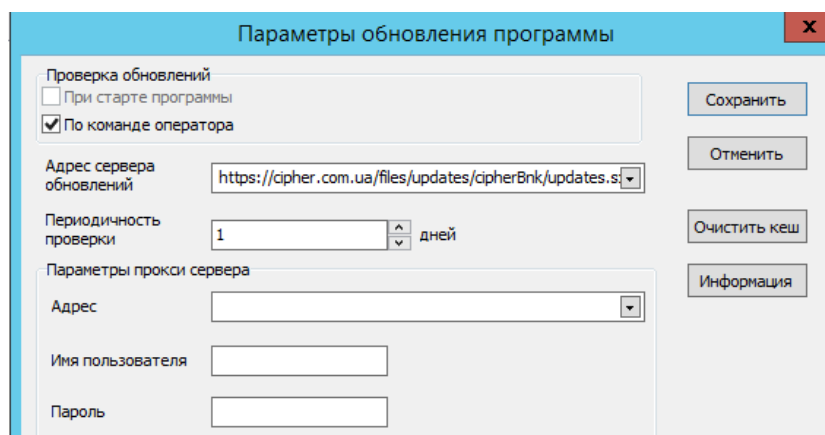 Параметры обновления программы
x
Проверка обновлений
При старте программы
По команде оператора
Сохранить
Отменить
Адрес сервера
обновлений
https://cipher.com.ua/files/updates/cipherBnk/updates.s
Периодичность
проверки
1
дней
Очистить кеш
Параметры прокси сервера
Информация
Адрес
Имя пользователя
Пароль